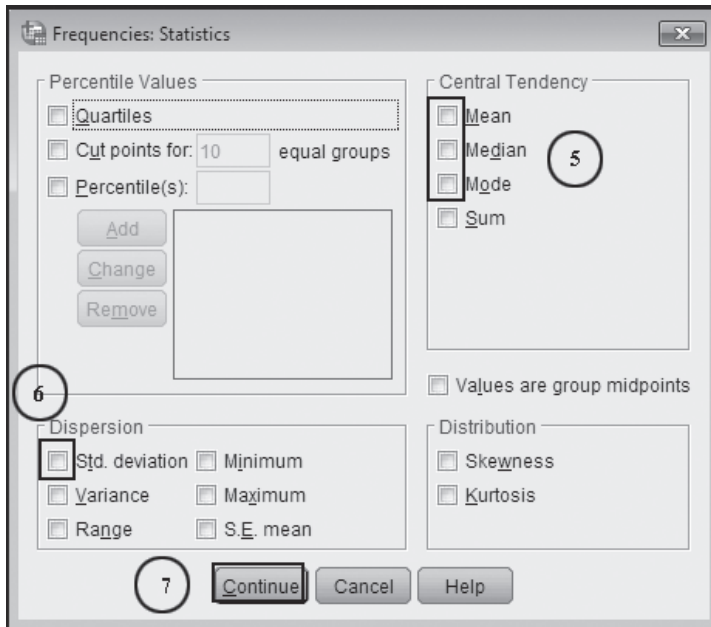 Frequencies: Statistics
Percentile Values
Quartiles
Cut points for: 10 equal groups
Percentile(s):
Add
Change
Remove
Central Tendency
Mean
Median
Mode
Sum
5
Values are group midpoints
6
Dispersion
Std. deviation Minimum
Variance Maximum
Range S.E. mean
Distribution
Skewness
Kurtosis
7
Continue Cancel Help